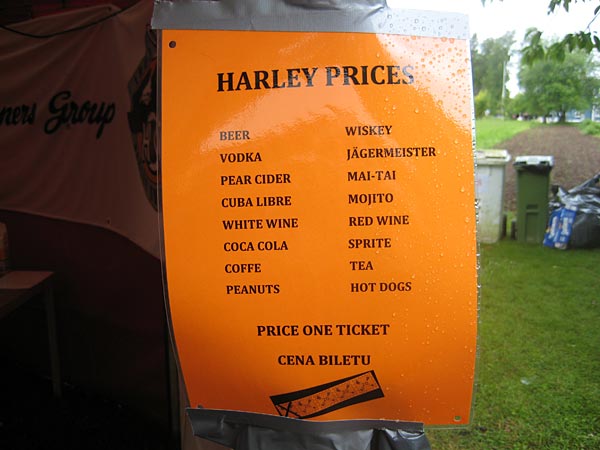 ners Group
HARLEY PRICES
BEER WISKEY
VODKA JÄGERMEISTER
PEAR CIDER MAI-TAI
CUBA LIBRE MOJITO
WHITE WINE RED WINE
COCA COLA SPRITE
COFFE TEA
PEANUTS HOT DOGS
PRICE ONE TICKET
CENA BILETU